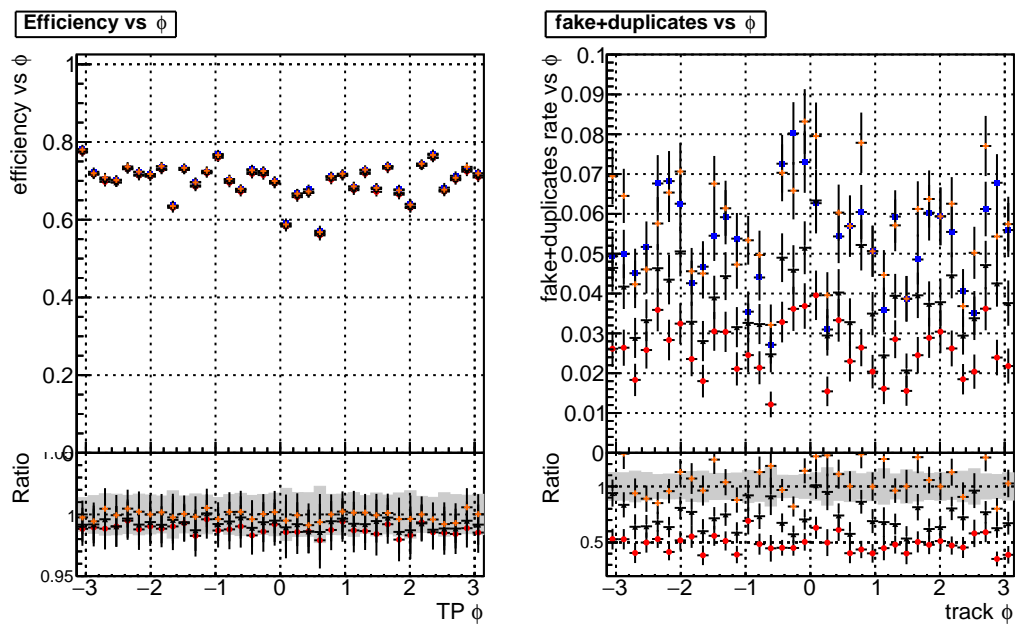 Efficiency vs ϕ
efficiency vs ϕ
1
0.8
0.6
0.4
0.2
0
Ratio
1
0.95
−3 −2 −1 0 1 2 3
TP ϕ
fake+duplicates vs ϕ
fake+duplicates rate vs ϕ
0.1
0.09
0.08
0.07
0.06
0.05
0.04
0.03
0.02
0.01
0
Ratio
1
0.5
−3 −2 −1 0 1 2 3
track ϕ